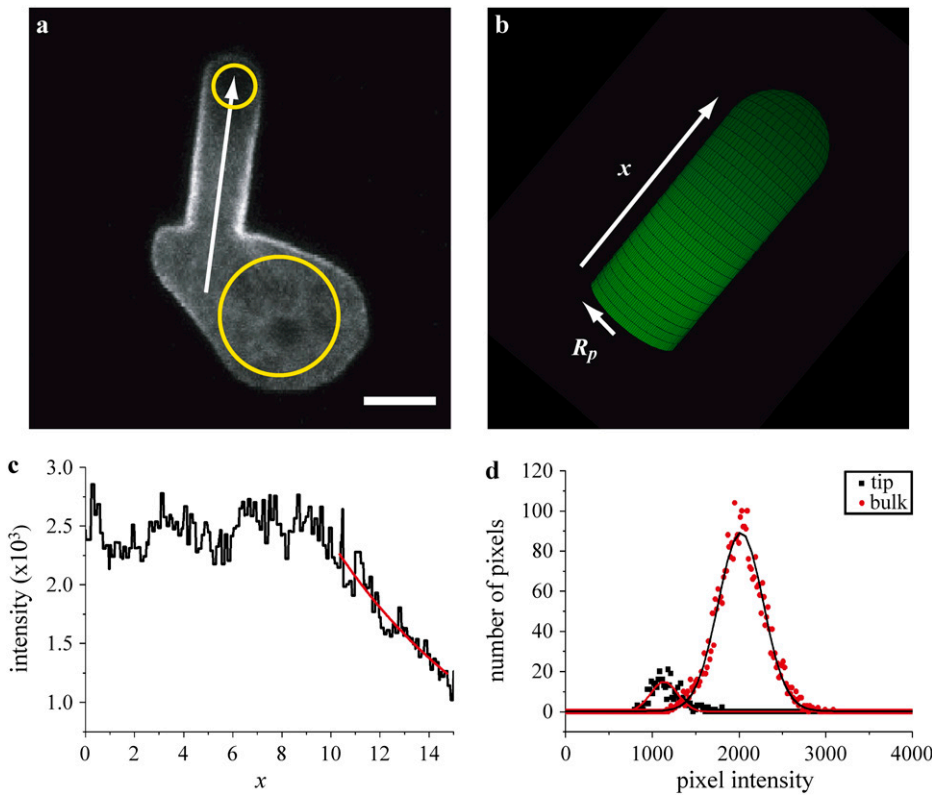 a
b
x
Rp
c
3.0
2.5
2.0
1.5
1.0
intensity (x10³)
0 2 4 6 8 10 12 14
x
d
120
100
80
60
40
20
0
number of pixels
tip
bulk
0 1000 2000 3000 4000
pixel intensity